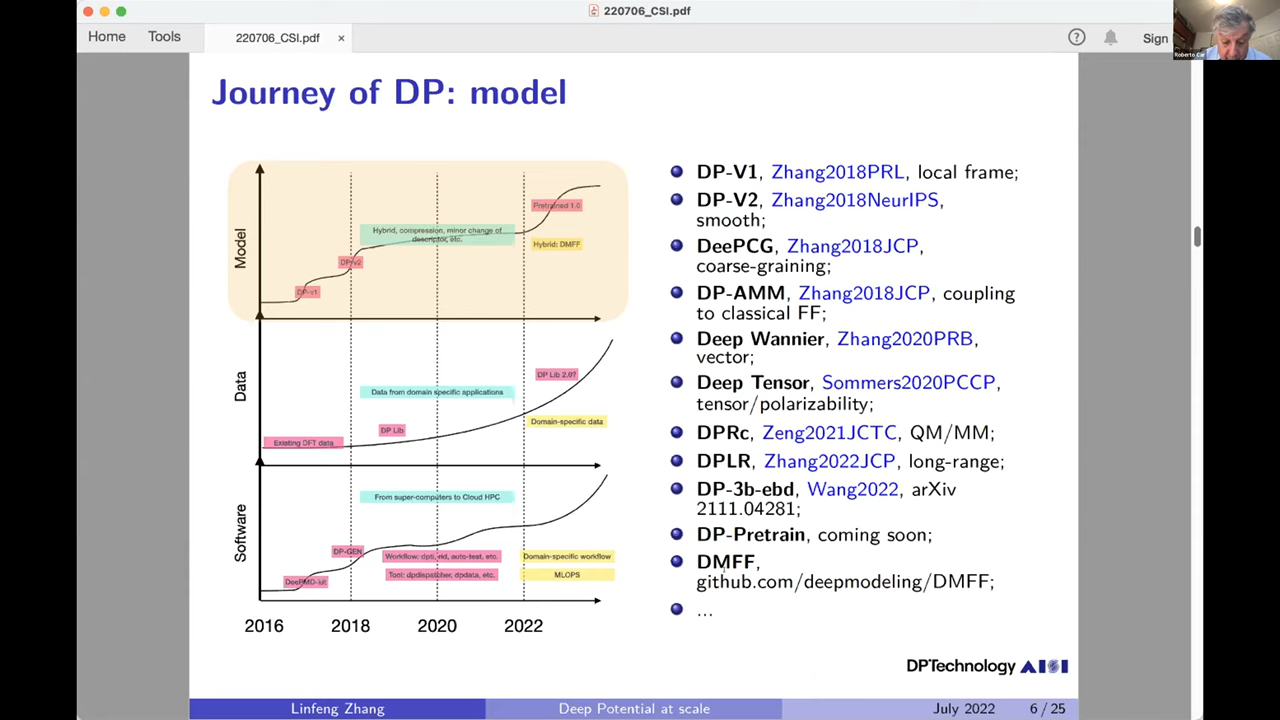 220706_CSI.pdf
Home
Tools
220706_CSI.pdf
×
?
Sign
Roberto Car
Journey of DP: model
Model
Pretrained 1.0
Hybrid, compression, minor change of
descriptor, etc.
Hybrid: DMFF
DP-v2
DP-v1
Data
DP Lib 2.0?
Data from domain specific applications
Domain-specific data
DP Lib
Existing DFT data
Software
From super-computers to Cloud HPC
DP-GEN
Workflow: dpti, rid, auto-test, etc.
Domain-specific workflow
DeePMD-kit
Tool: dpdispatcher, dpdata, etc.
MLOPS
2016
2018
2020
2022
DP-V1, Zhang2018PRL, local frame;
DP-V2, Zhang2018NeurIPS,
smooth;
DeePCG, Zhang2018JCP,
coarse-graining;
DP-AMM, Zhang2018JCP, coupling
to classical FF;
Deep Wannier, Zhang2020PRB,
vector;
Deep Tensor, Sommers2020PCCP,
tensor/polarizability;
DPRc, Zeng2021JCTC, QM/MM;
DPLR, Zhang2022JCP, long-range;
DP-3b-ebd, Wang2022, arXiv
2111.04281;
DP-Pretrain, coming soon;
DMFF,
github.com/deepmodeling/DMFF;
...
DPTechnology AISI
Linfeng Zhang
Deep Potential at scale
July 2022
6 / 25